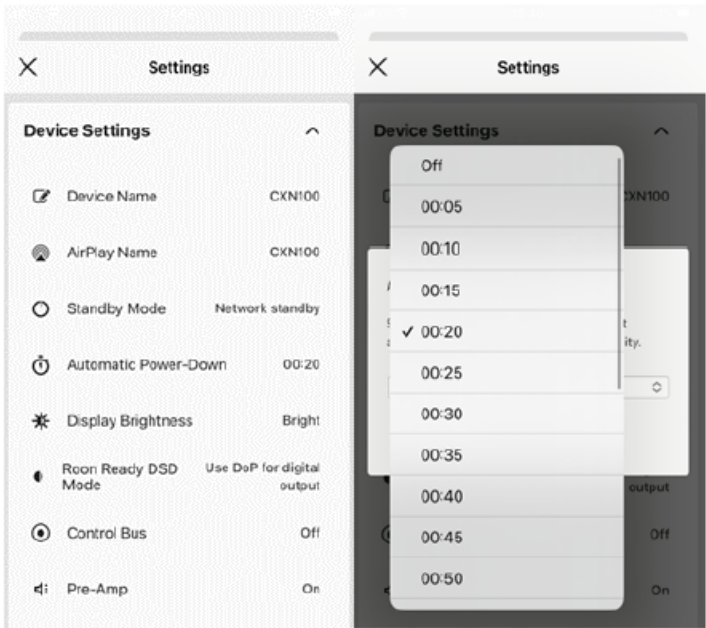 Settings
Device Settings
Device Name CXN100
AirPlay Name CXN100
Standby Mode Network standby
Automatic Power-Down 00:20
Display Brightness Bright
Roon Ready DSD Use DoP for digital
Mode output
Control Bus Off
Pre-Amp On
Settings
Device Settings
Off
00:05
CXN100
00:10
00:15
✓ 00:20
ity.
00:25
00:30
00:35
00:40
output
00:45
Off
00:50
On